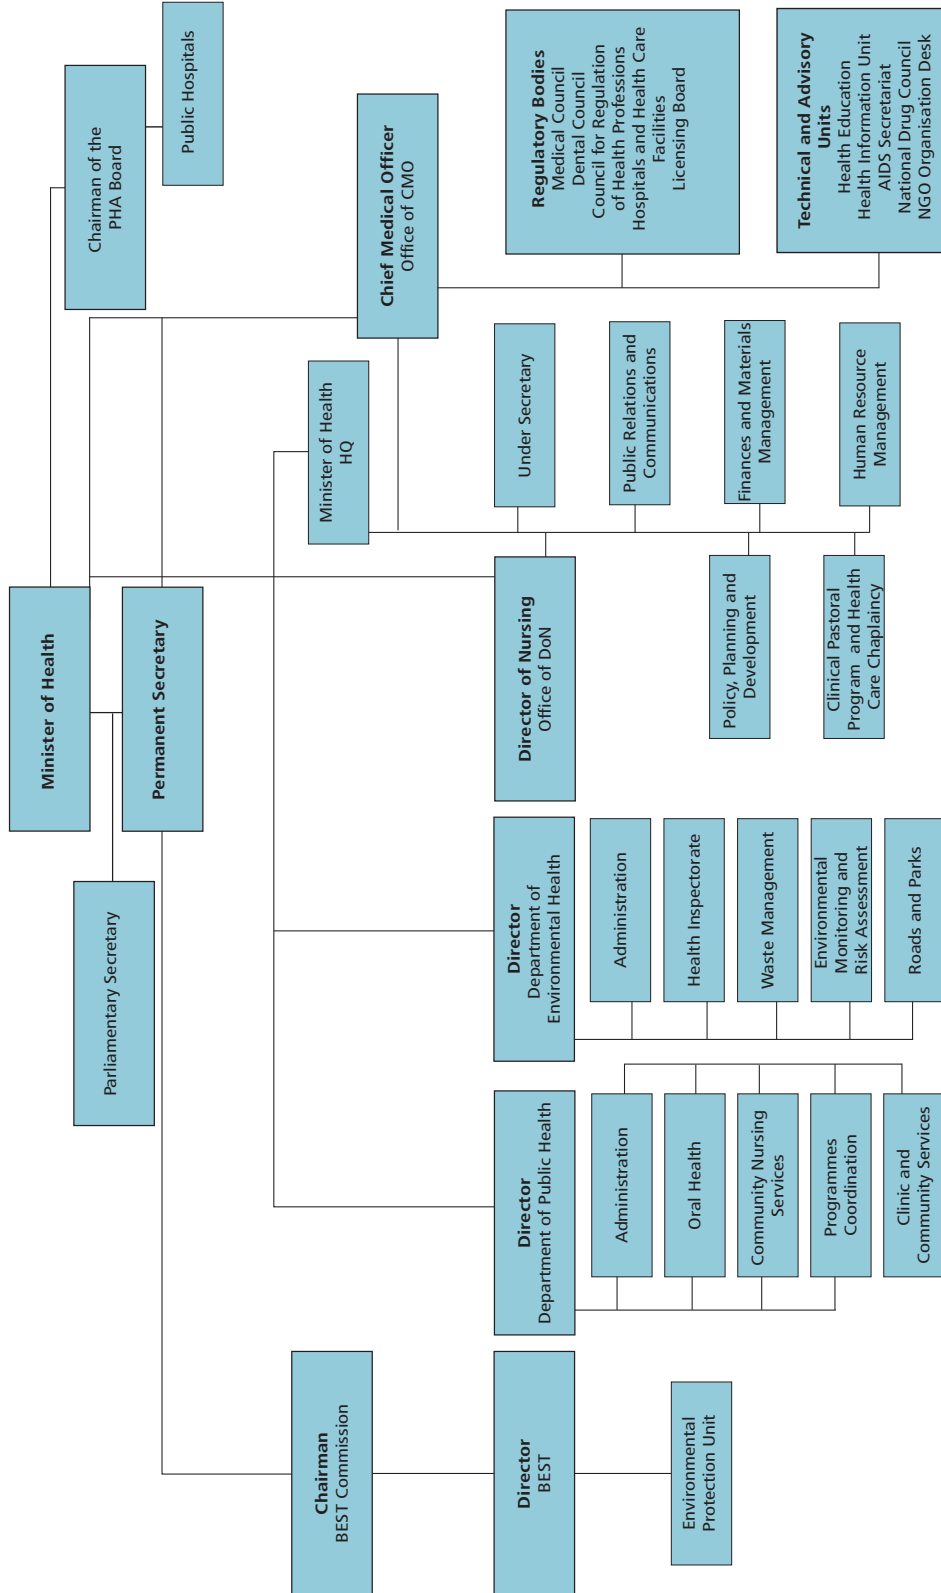 Minister of Health
Parliamentary Secretary
Permanent Secretary
Chairman of the
PHA Board
Public Hospitals
Chairman
BEST Commission
Minister of Health
HQ
Chief Medical Officer
Office of CMO
Director
BEST
Director
Department of Public Health
Director
Department of
Environmental Health
Director of Nursing
Office of DoN
Environmental
Protection Unit
Administration
Oral Health
Community Nursing
Services
Programmes
Coordination
Clinic and
Community Services
Administration
Health Inspectorate
Waste Management
Environmental
Monitoring and
Risk Assessment
Roads and Parks
Policy, Planning and
Development
Clinical Pastoral
Program and Health
Care Chaplaincy
Under Secretary
Public Relations and
Communications
Finances and Materials
Management
Human Resource
Management
Regulatory Bodies
Medical Council
Dental Council
Council for Regulation
of Health Professions
Hospitals and Health Care
Facilities
Licensing Board
Technical and Advisory
Units
Health Education
Health Information Unit
AIDS Secretariat
National Drug Council
NGO Organisation Desk